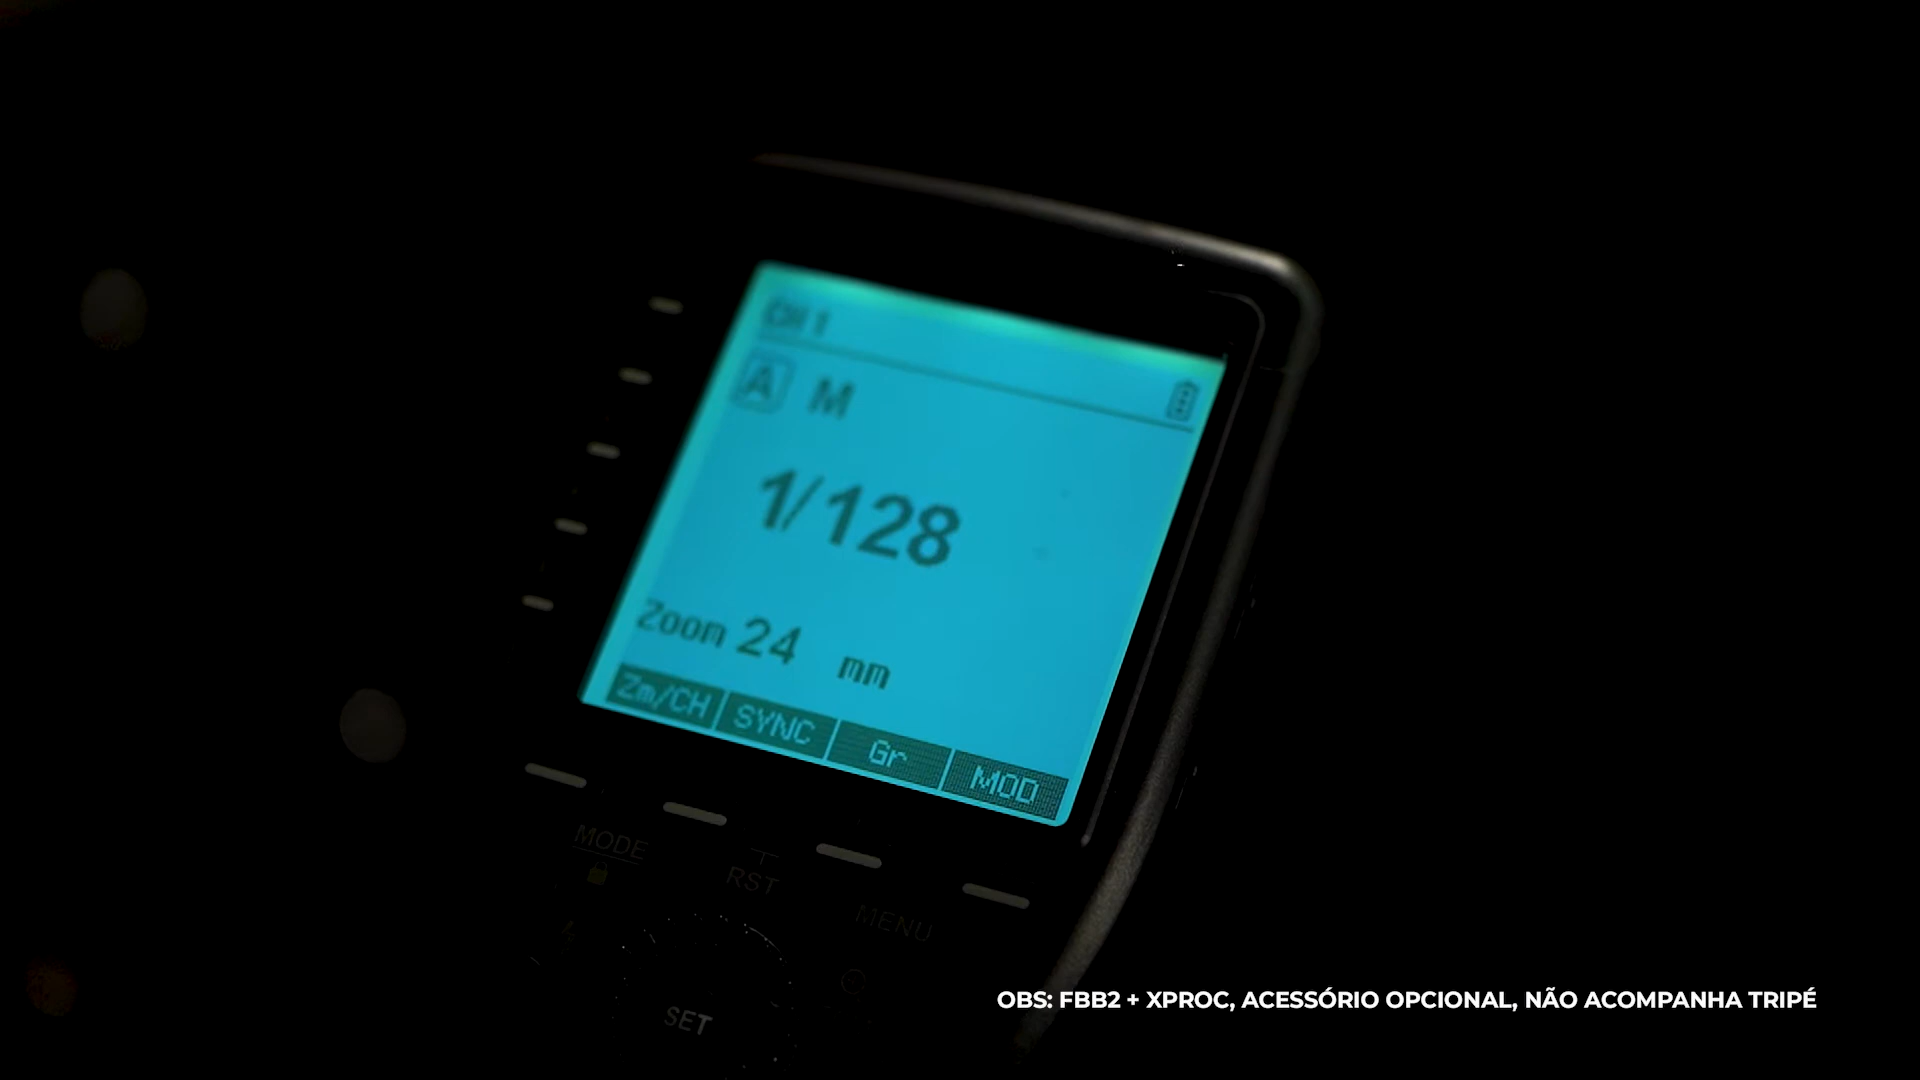 CH 1
A M
1/128
Zoom 24 mm
Zm/CH SYNC Gr MOD
MODE
RST
MENU
SET
OBS: FBB2 + XPROC, ACESSÓRIO OPCIONAL, NÃO ACOMPANHA TRIPÉ